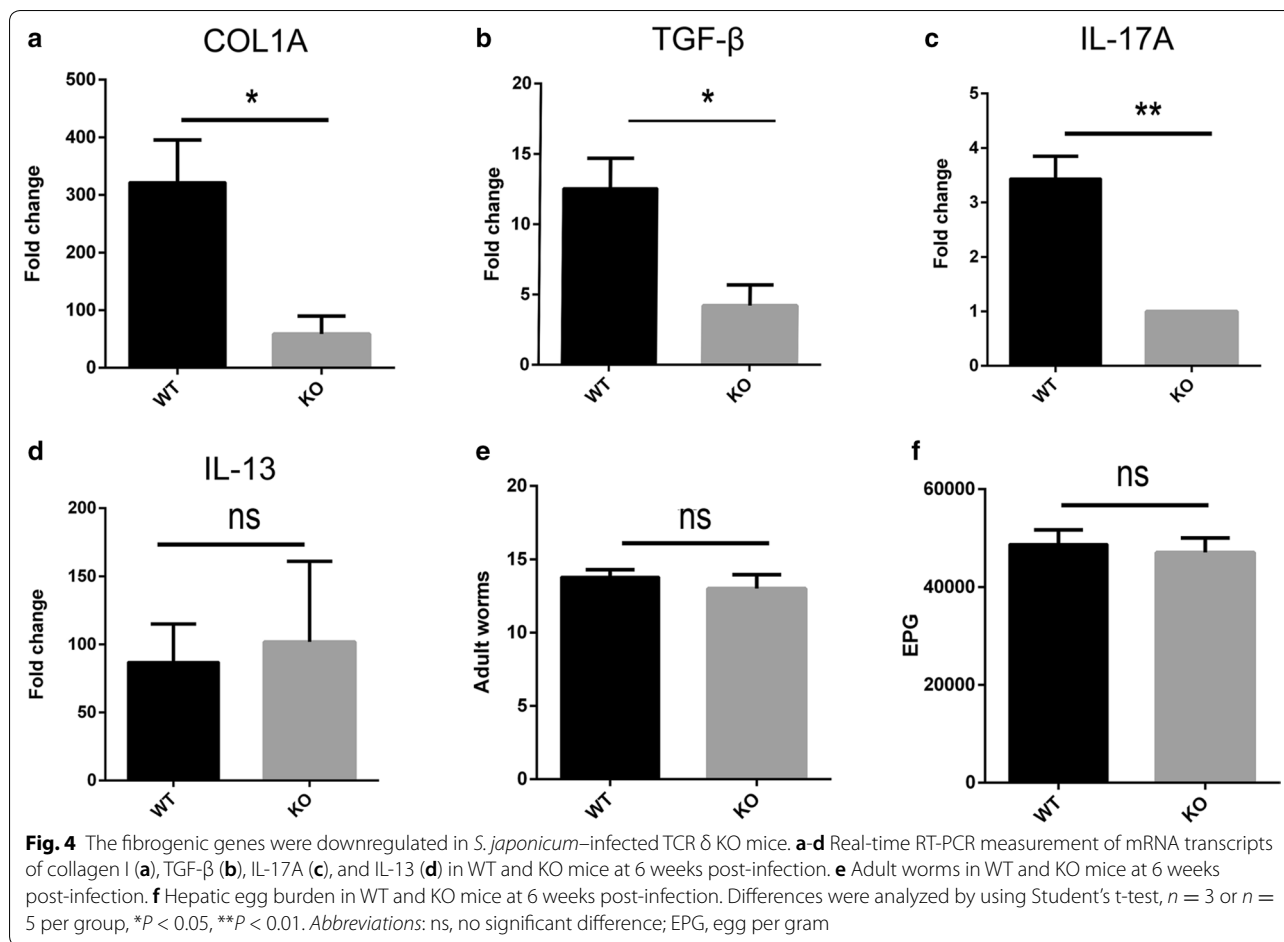 a
COL1A
Fold change
500
400
300
200
100
0
*
WT
KO
b
TGF-β
Fold change
20
15
10
5
0
*
WT
KO
c
IL-17A
Fold change
5
4
3
2
1
0
**
WT
KO
d
IL-13
Fold change
200
150
100
50
0
ns
WT
KO
e
Adult worms
20
15
10
5
0
ns
WT
KO
f
EPG
60000
40000
20000
0
ns
WT
KO
Fig. 4 The fibrogenic genes were downregulated in S. japonicum–infected TCR δ KO mice. a-d Real-time RT-PCR measurement of mRNA transcripts
of collagen I (a), TGF-β (b), IL-17A (c), and IL-13 (d) in WT and KO mice at 6 weeks post-infection. e Adult worms in WT and KO mice at 6 weeks
post-infection. f Hepatic egg burden in WT and KO mice at 6 weeks post-infection. Differences were analyzed by using Student's t-test, n = 3 or n =
5 per group, *P < 0.05, **P < 0.01. Abbreviations: ns, no significant difference; EPG, egg per gram